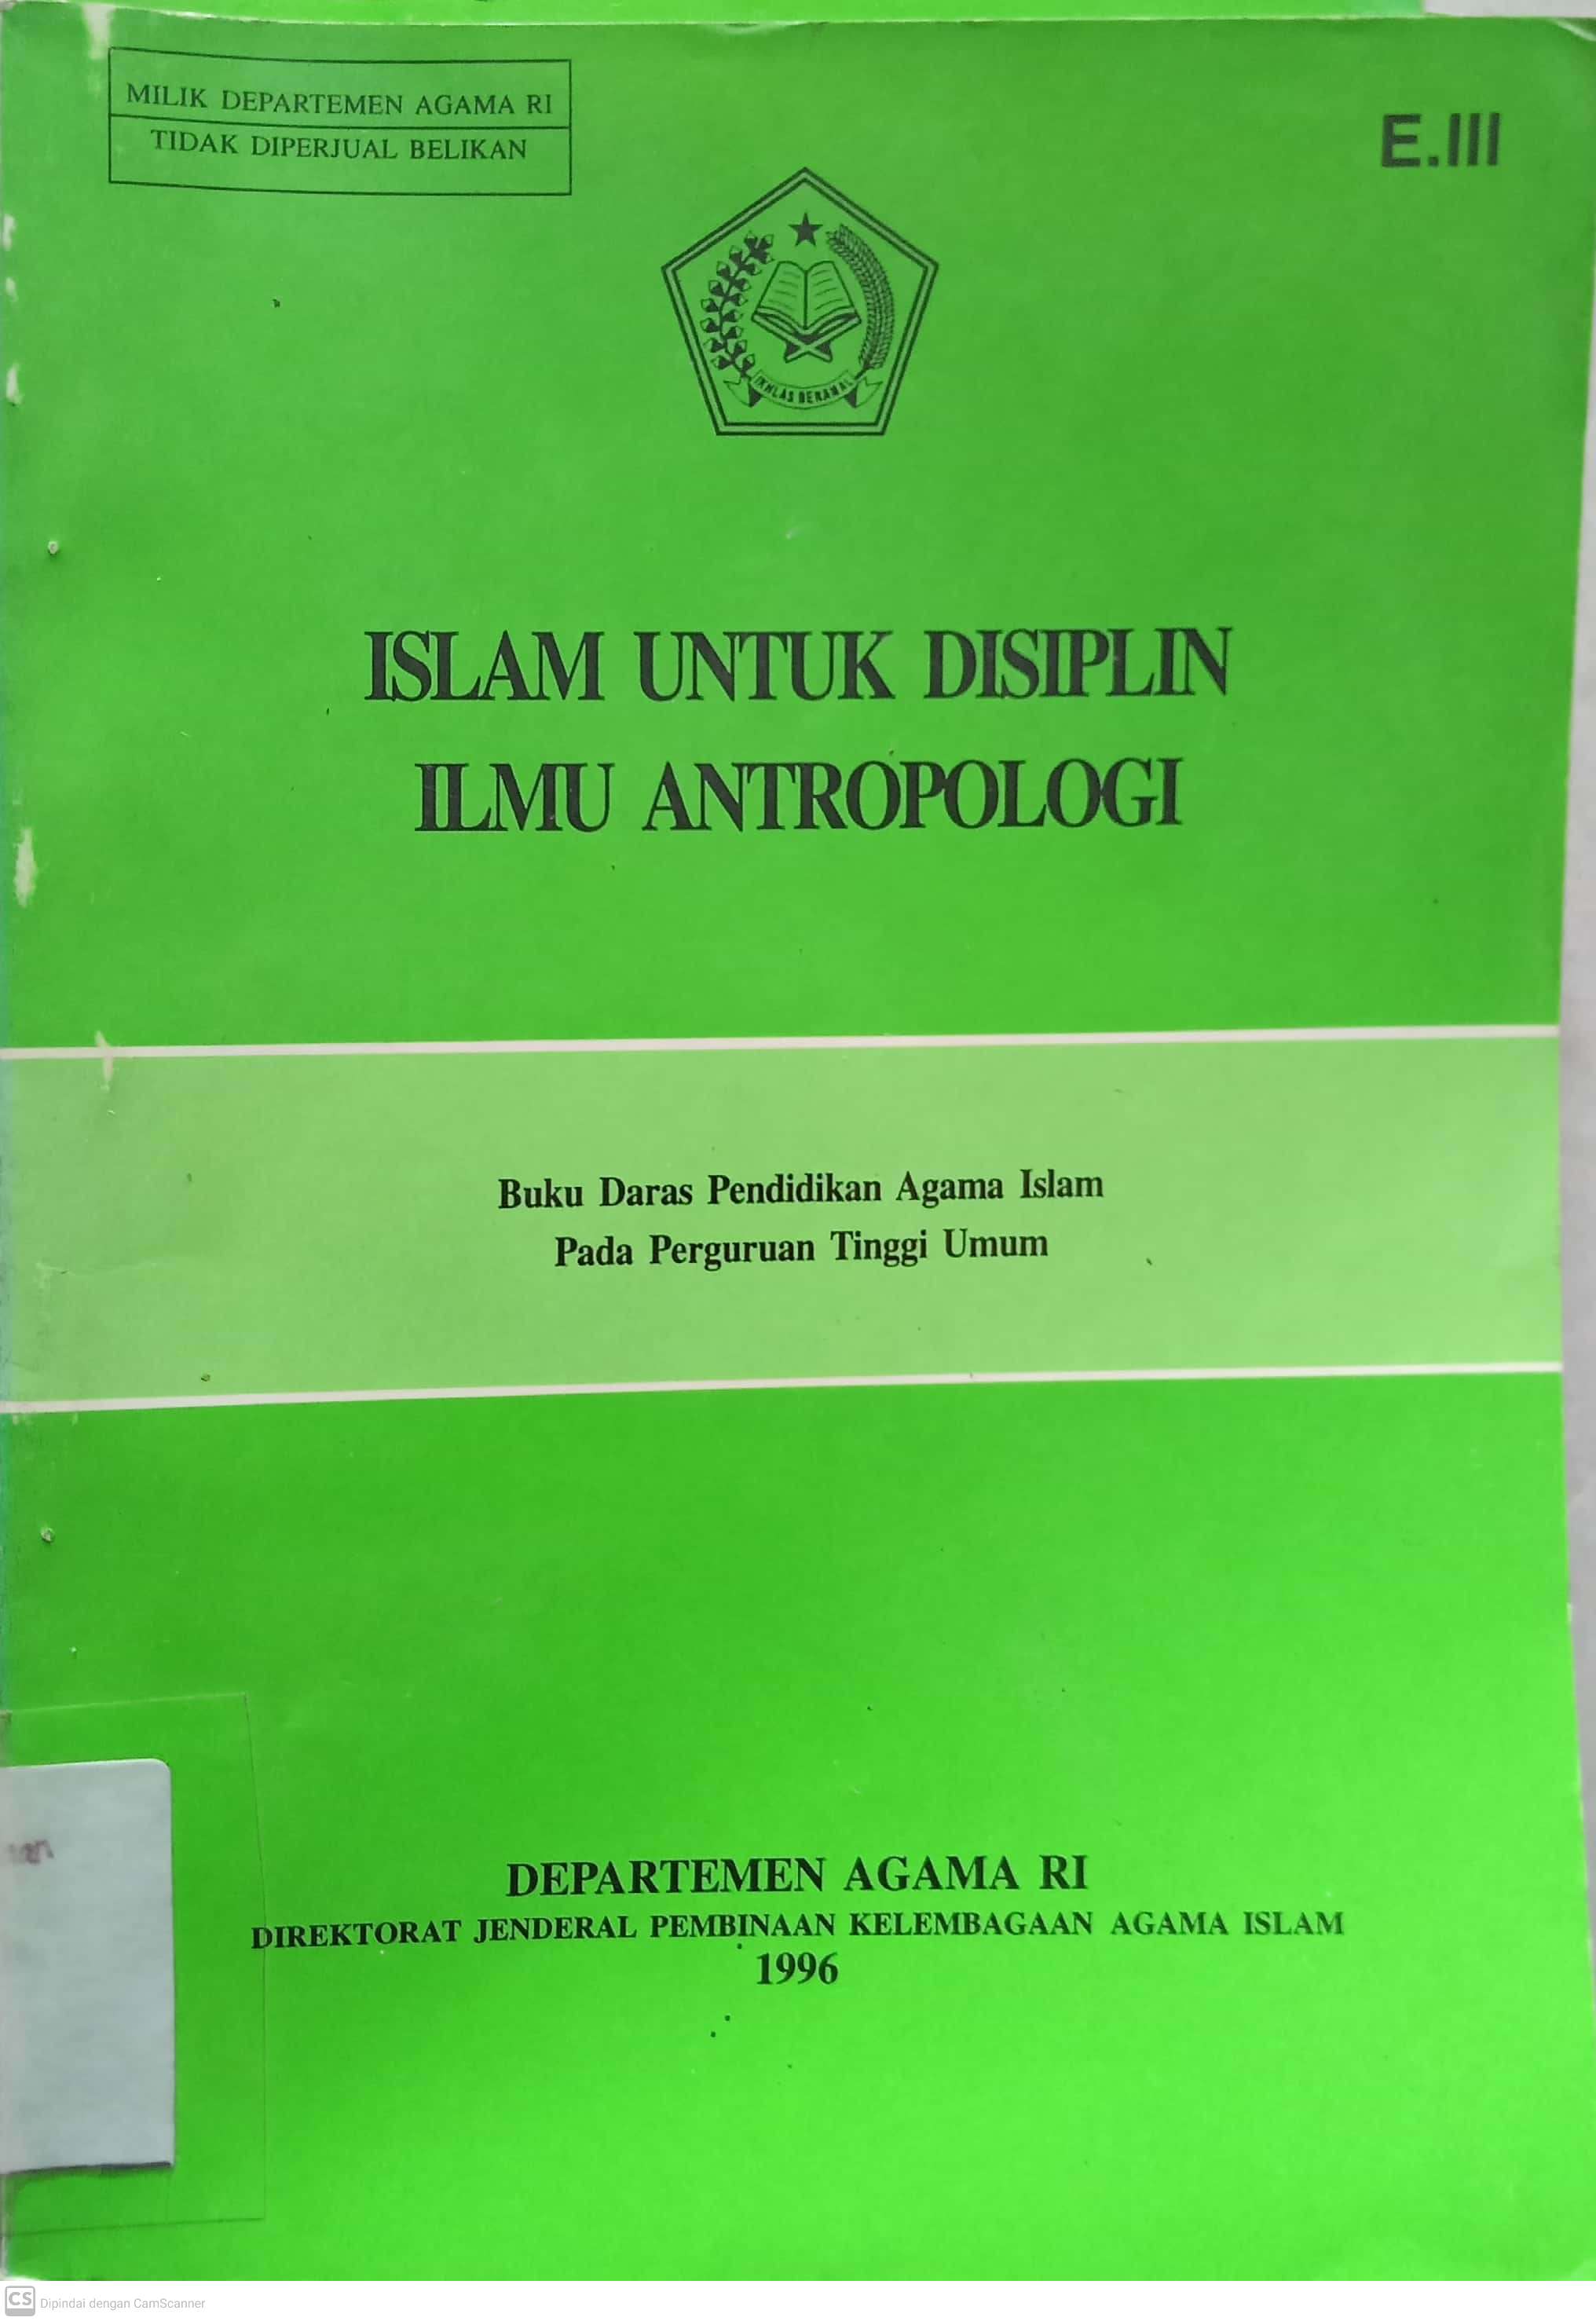 MILIK DEPARTEMEN AGAMA RI
TIDAK DIPERJUAL BELIKAN
E.III
IKHLAS BERAMAL
ISLAM UNTUK DISIPLIN
ILMU ANTROPOLOGI
Buku Daras Pendidikan Agama Islam
Pada Perguruan Tinggi Umum
DEPARTEMEN AGAMA RI
DIREKTORAT JENDERAL PEMBINAAN KELEMBAGAAN AGAMA ISLAM
1996
CS Dipindai dengan CamScanner